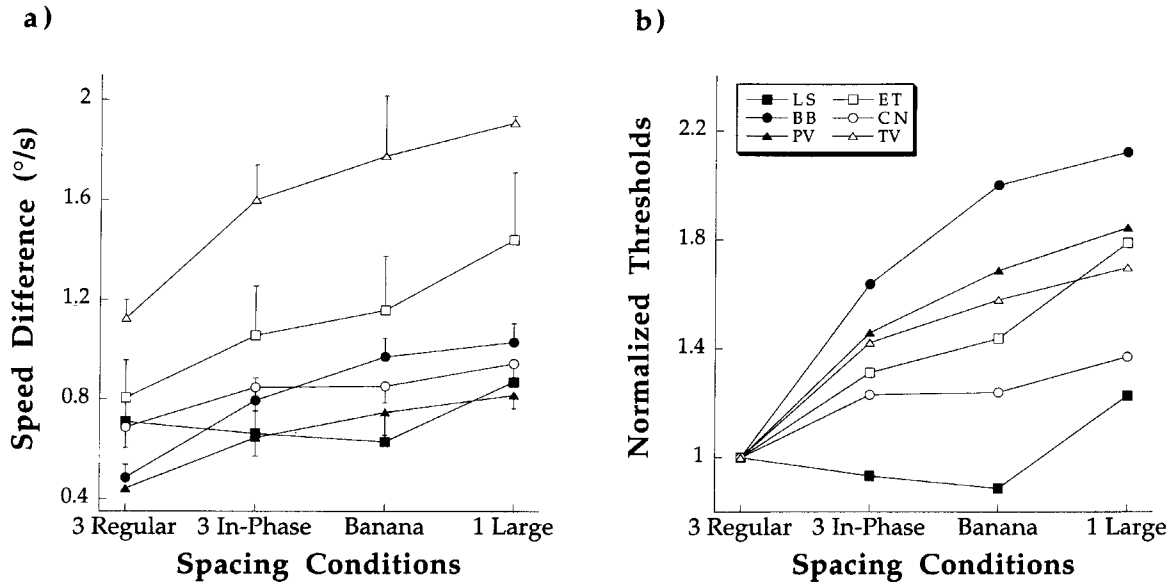 a)
Speed Difference (°/s)
2
1.6
1.2
0.8
0.4
3 Regular 3 In-Phase Banana 1 Large
Spacing Conditions
b)
Normalized Thresholds
LS ET
BB CN
PV TV
2.2
1.8
1.4
1
3 Regular 3 In-Phase Banana 1 Large
Spacing Conditions